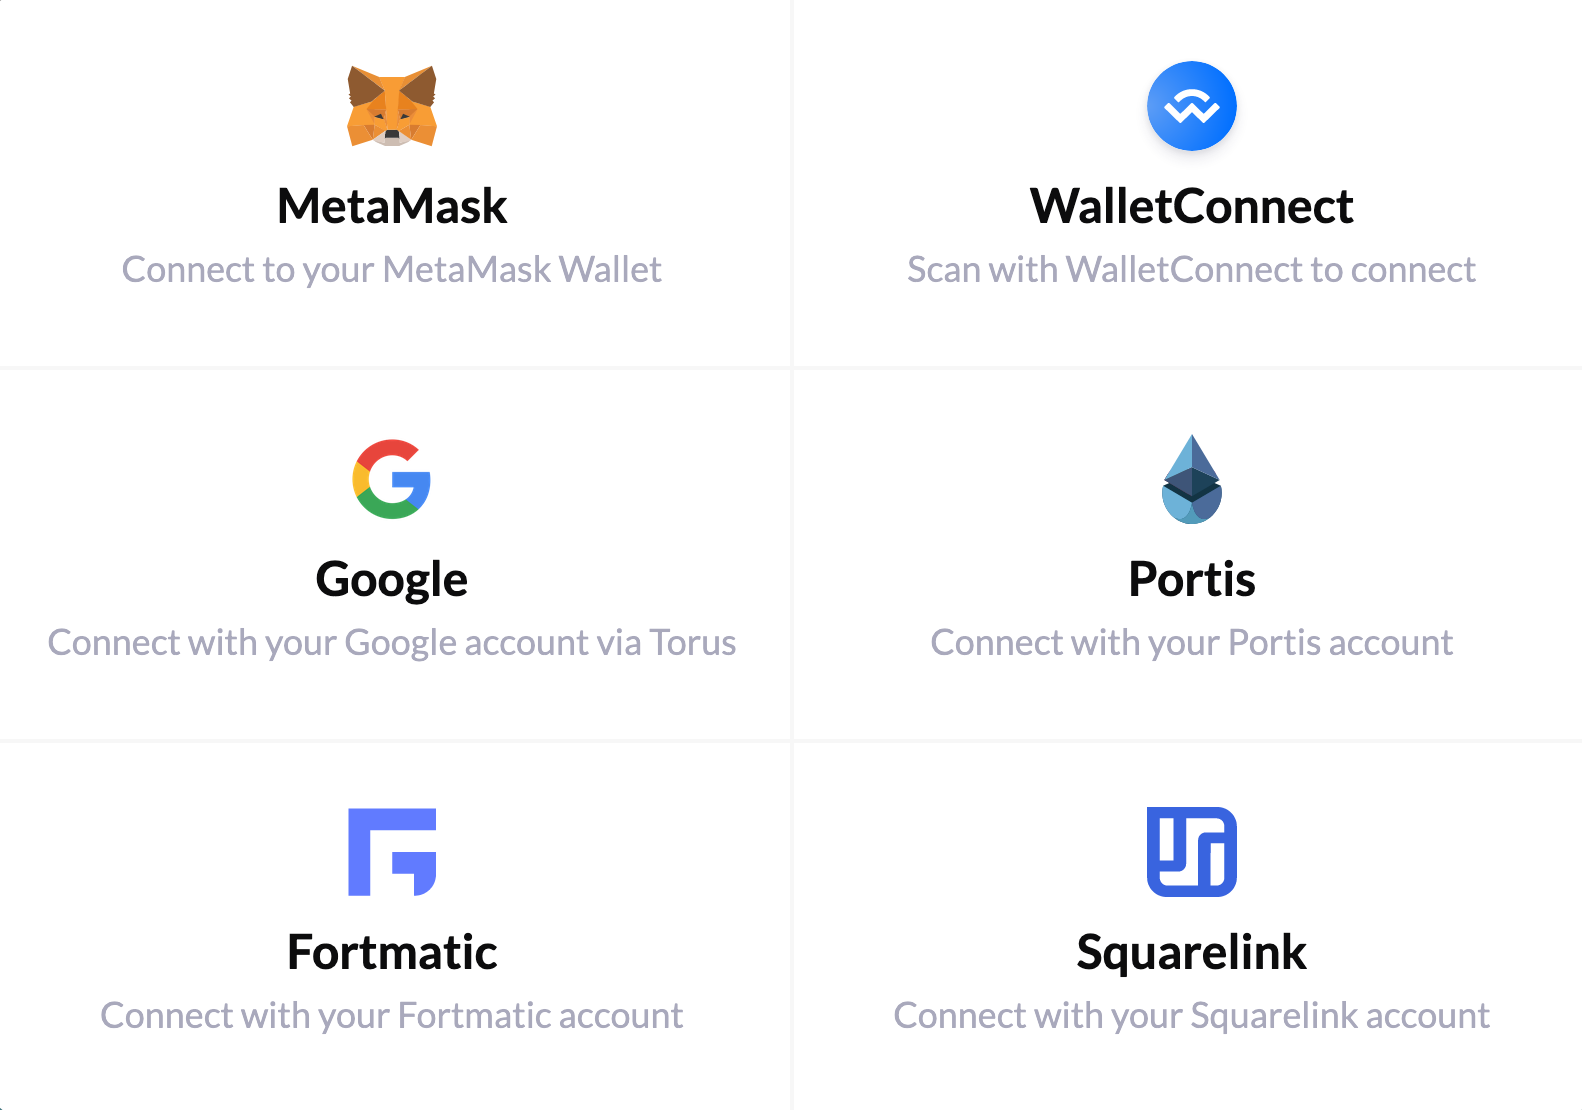 MetaMask
Connect to your MetaMask Wallet
WalletConnect
Scan with WalletConnect to connect
Google
Connect with your Google account via Torus
Portis
Connect with your Portis account
Fortmatic
Connect with your Fortmatic account
Squarelink
Connect with your Squarelink account